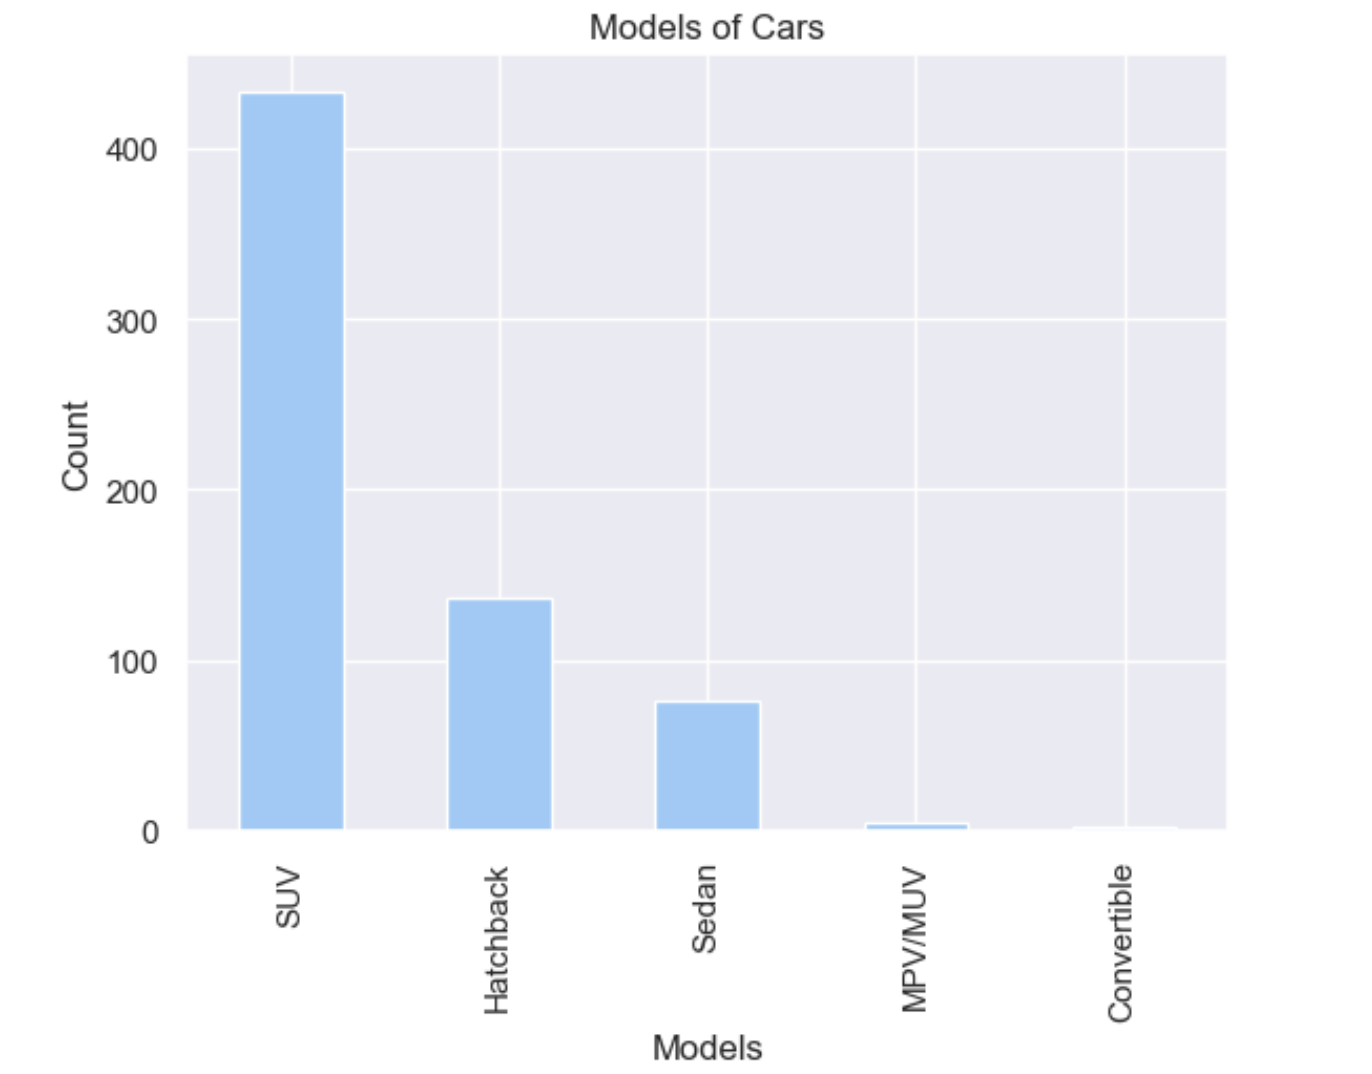 Models of Cars
400
300
200
100
0
Count
SUV
Hatchback
Sedan
MPV/MUV
Convertible
Models